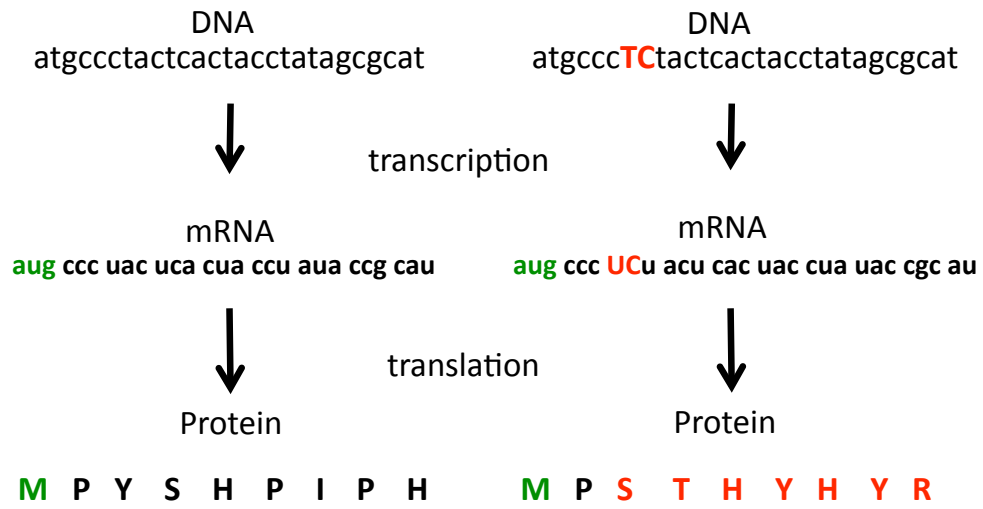 DNA
atgccctactcactacctatagcgcat
transcription
mRNA
aug ccc uac uca cua ccu aua ccg cau
translation
Protein
M P Y S H P I P H
DNA
atgcccTCtactcactacctatagcgcat
mRNA
aug ccc UCu acu cac uac cua uac cgc au
Protein
M P S T H Y H Y R